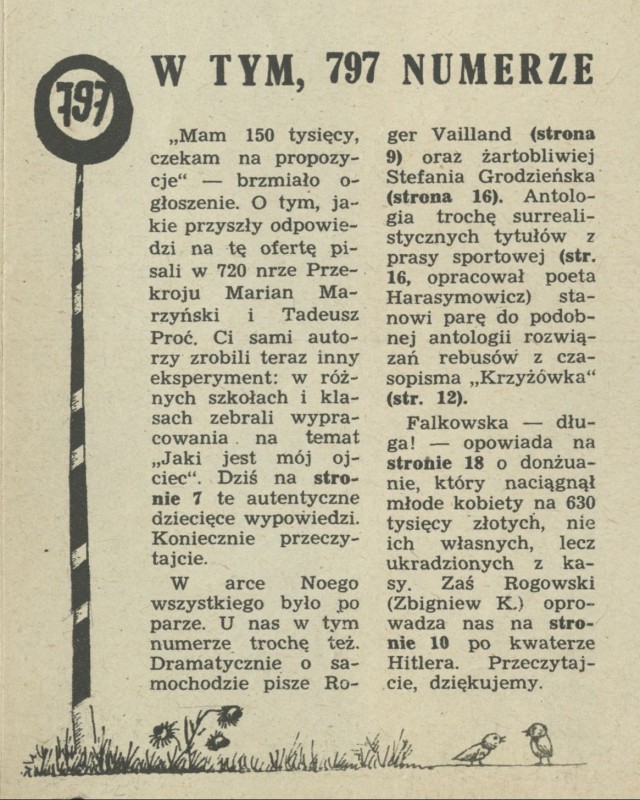 797
W TYM, 797 NUMERZE
„Mam 150 tysięcy,
czekam na propozy-
cje“ — brzmiało o-
głoszenie. O tym, ja-
kie przyszły odpowie-
dzi na tę ofertę pi-
sali w 720 nrze Prze-
kroju Marian Ma-
rzyński i Tadeusz
Proć. Ci sami auto-
rzy zrobili teraz inny
eksperyment: w róż-
nych szkołach i kla-
sach zebrali wypra-
cowania na temat
„Jaki jest mój oj-
ciec“. Dziś na stro-
nie 7 te autentyczne
dziecięce wypowiedzi.
Koniecznie przeczy-
tajcie.
W arce Noego
wszystkiego było po
parze. U nas w tym
numerze trochę też.
Dramatycznie o sa-
mochodzie pisze Ro-
ger Vailland (strona
9) oraz żartobliwiej
Stefania Grodzieńska
(strona 16). Antolo-
gia trochę surreali-
stycznych tytułów z
prasy sportowej (str.
16, opracował poeta
Harasymowicz) sta-
nowi parę do podob-
nej antologii rozwią-
zań rebusów z cza-
sopisma „Krzyżówka“
(str. 12).
Falkowska — dłu-
ga! — opowiada na
stronie 18 o donżua-
nie, który naciągnął
młode kobiety na 630
tysięcy złotych, nie
ich własnych, lecz
ukradzionych z ka-
sy. Zaś Rogowski
(Zbigniew K.) opro-
wadza nas na stro-
nie 10 po kwaterze
Hitlera. Przeczytaj-
cie, dziękujemy.